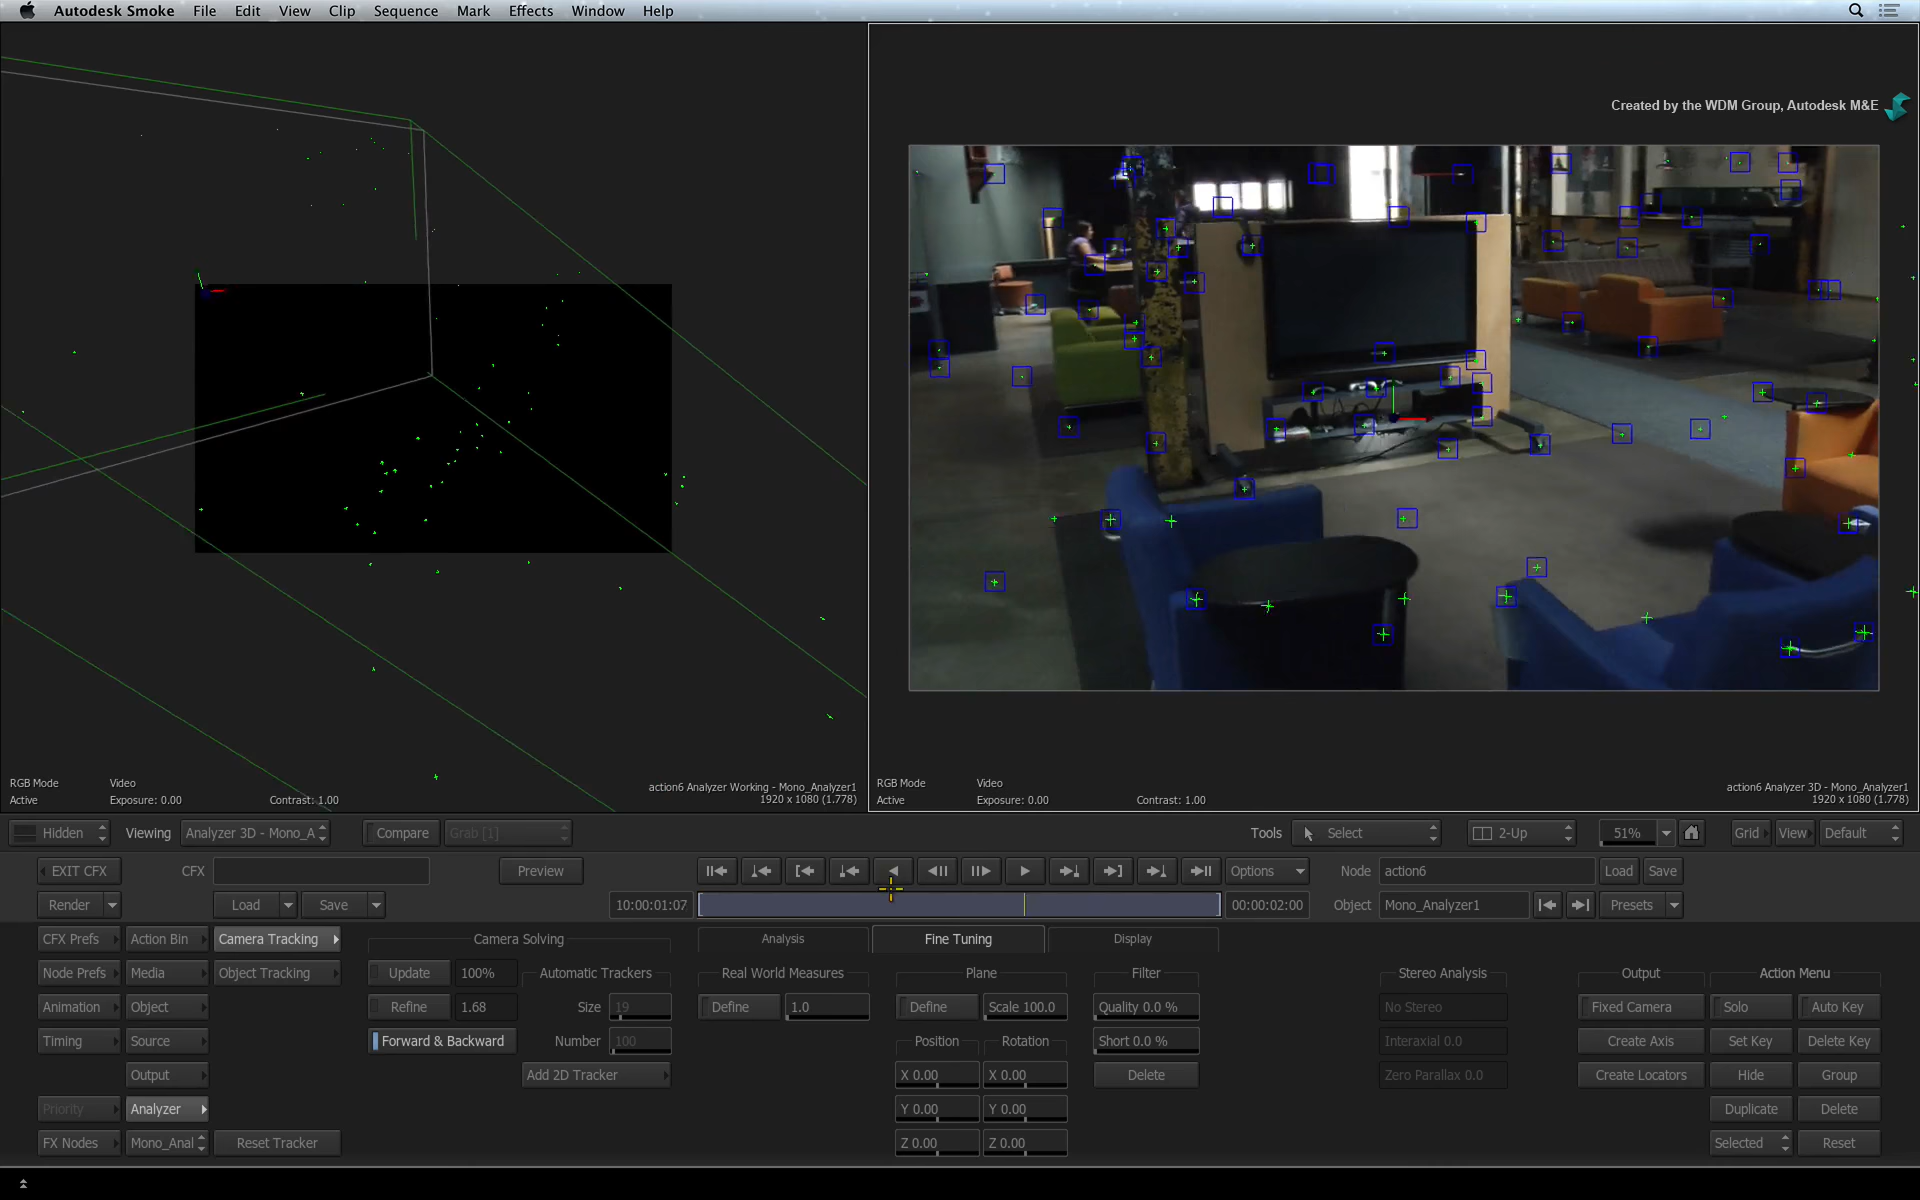 Autodesk Smoke File Edit View Clip Sequence Mark Effects Window Help
Created by the WDM Group, Autodesk M&E
RGB Mode Video
Active Exposure: 0.00 Contrast: 1.00
action6 Analyzer Working - Mono_Analyzer1
1920 x 1080 (1.778)
RGB Mode Video
Active Exposure: 0.00 Contrast: 1.00
action6 Analyzer 3D - Mono_Analyzer1
1920 x 1080 (1.778)
Hidden Viewing Analyzer 3D - Mono_A Compare Grab [1] Tools Select 2-Up 51% Grid View Default
EXIT CFX CFX Preview Options Node action6 Load Save
Render Load Save 10:00:01:07 00:00:02:00 Object Mono_Analyzer1 Presets
CFX Prefs Action Bin Camera Tracking Camera Solving Analysis Fine Tuning Display
Node Prefs Media Object Tracking Update 100% Automatic Trackers Real World Measures Plane Filter Stereo Analysis Output Action Menu
Animation Object Refine 1.68 Size 19 Define 1.0 Define Scale 100.0 Quality 0.0 % No Stereo Fixed Camera Solo Auto Key
Timing Source Forward & Backward Number 100 Position Rotation Short 0.0 % Interaxial 0.0 Create Axis Set Key Delete Key
Output Add 2D Tracker X 0.00 X 0.00 Delete Zero Parallax 0.0 Create Locators Hide Group
Priority Analyzer Y 0.00 Y 0.00 Duplicate Delete
FX Nodes Mono_Anal Reset Tracker Z 0.00 Z 0.00 Selected Reset